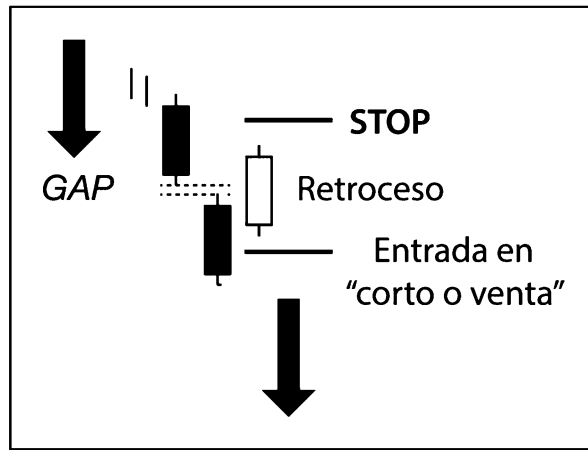 STOP
GAP
Retroceso
Entrada en
“corto o venta”